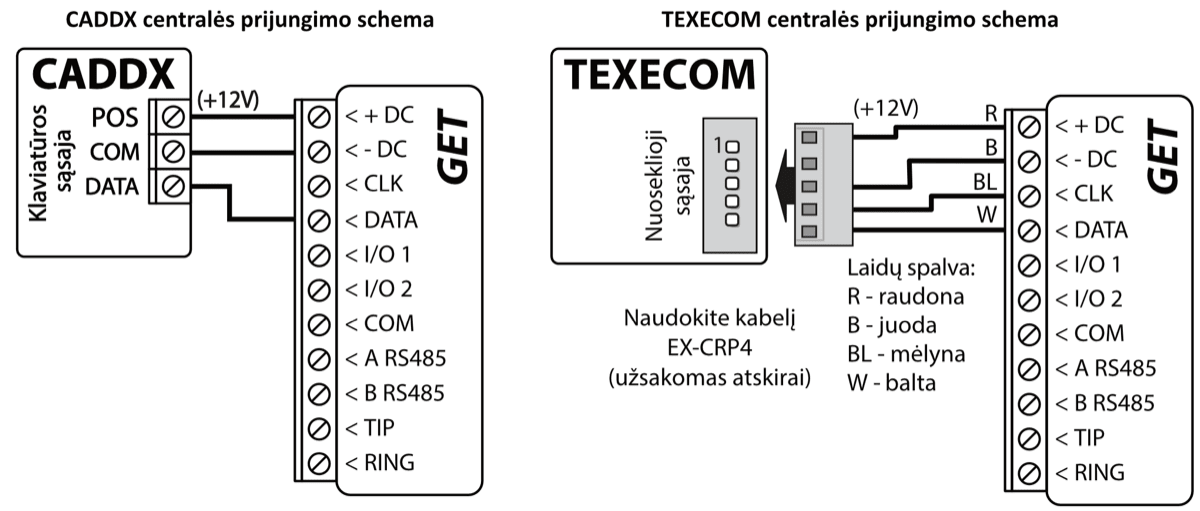 CADDX centralės prijungimo schema
CADDX
Klaviatūros
sąsaja
POS
COM
DATA
(+12V)
GET
< + DC
< - DC
< CLK
< DATA
< I/O 1
< I/O 2
< COM
< A RS485
< B RS485
< TIP
< RING
TEXECOM centralės prijungimo schema
TEXECOM
Nuoseklioji
sąsaja
1
(+12V)
R
B
BL
W
GET
< + DC
< - DC
< CLK
< DATA
< I/O 1
< I/O 2
< COM
< A RS485
< B RS485
< TIP
< RING
Naudokite kabelį
EX-CRP4
(užsakomas atskirai)
Laidų spalva:
R - raudona
B - juoda
BL - mėlyna
W - balta